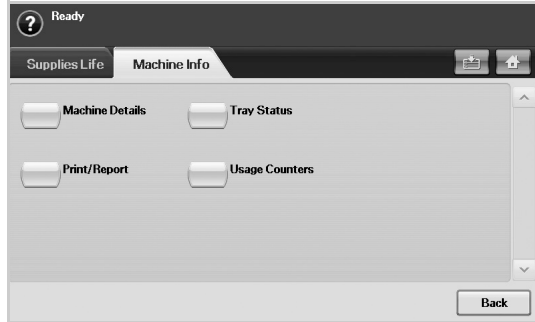 ? Ready
Supplies Life Machine Info
Machine Details Tray Status
Print/Report Usage Counters
Back